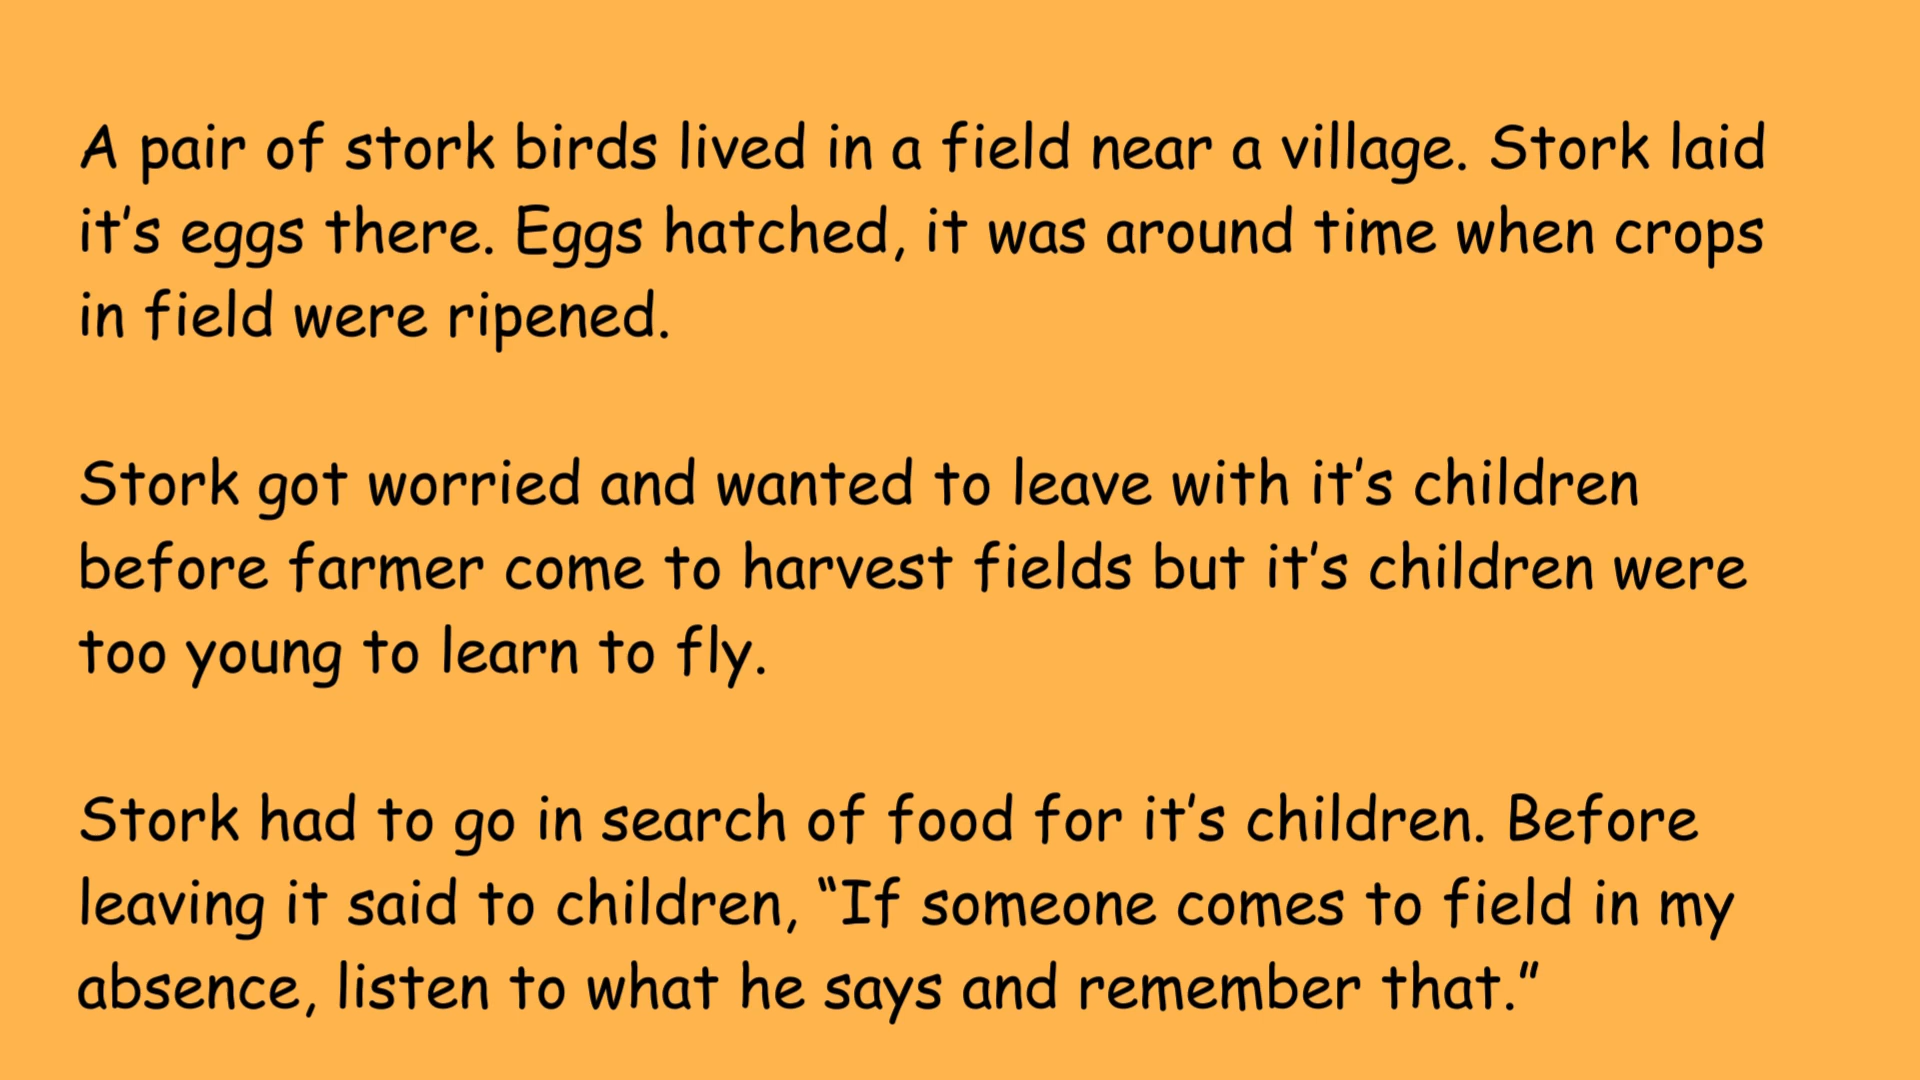 A pair of stork birds lived in a field near a village. Stork laid
it’s eggs there. Eggs hatched, it was around time when crops
in field were ripened.
Stork got worried and wanted to leave with it’s children
before farmer come to harvest fields but it’s children were
too young to learn to fly.
Stork had to go in search of food for it’s children. Before
leaving it said to children, “If someone comes to field in my
absence, listen to what he says and remember that.”